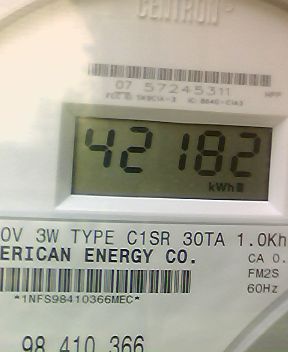 CENTRON
07 57245311
42182
kWh
0V 3W TYPE C1SR 30TA 1.0Kh
ERICAN ENERGY CO.
CA 0.
FM2S
*1NFS98410366MEC*
60Hz
98 410 366